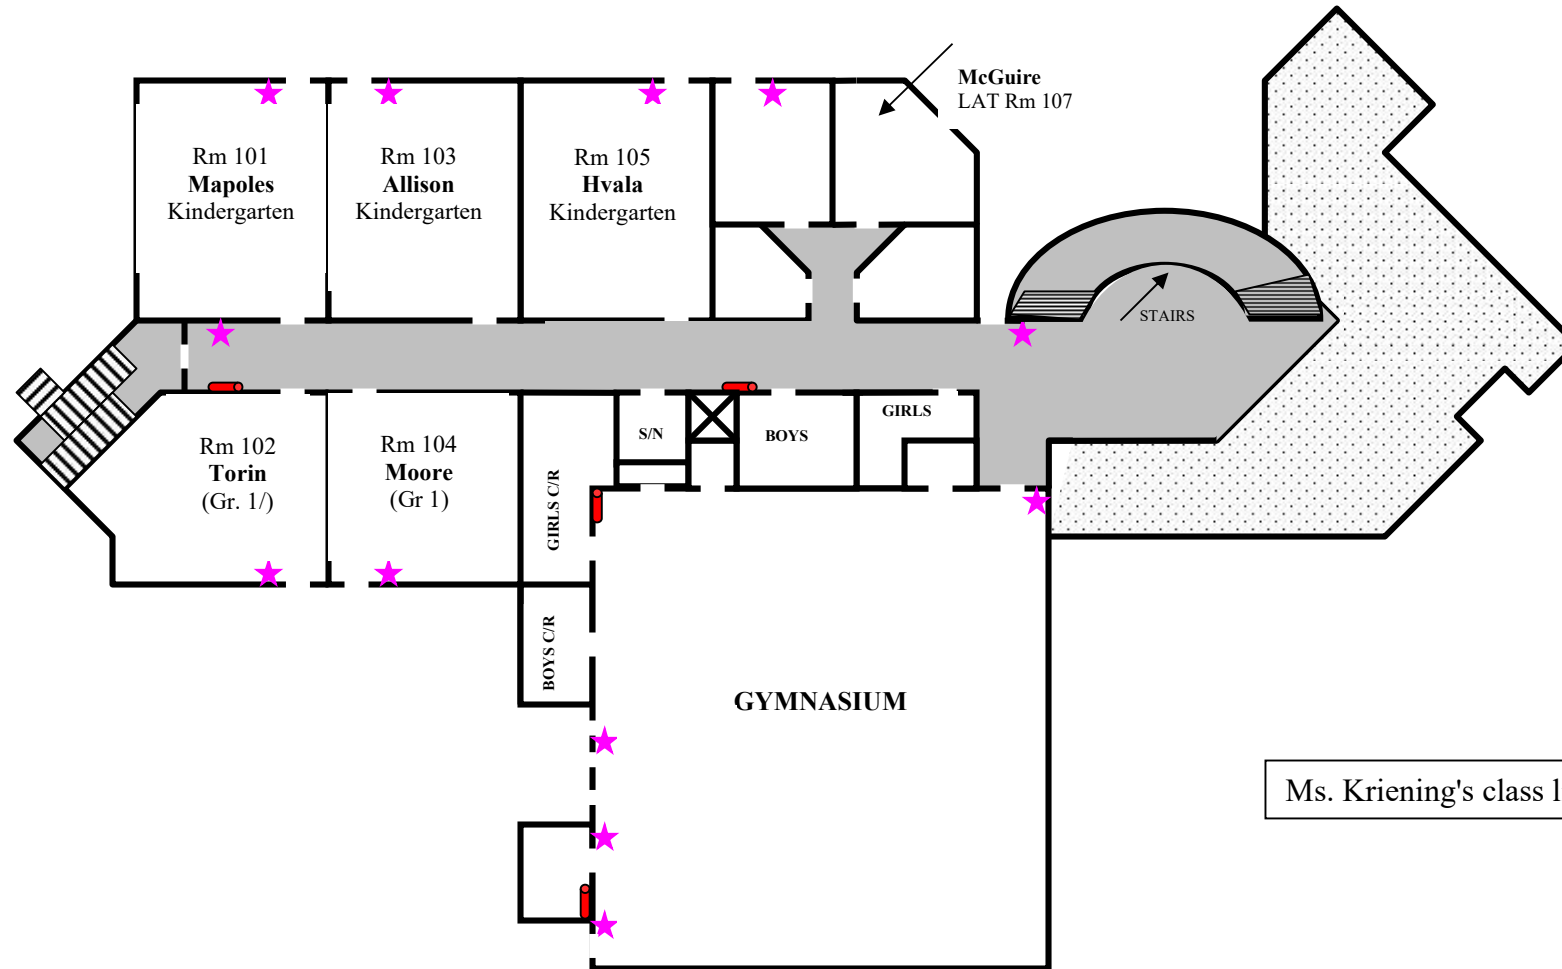 McGuire
LAT Rm 107
Rm 101
Mapoles
Kindergarten
Rm 103
Allison
Kindergarten
Rm 105
Hvala
Kindergarten
STAIRS
Rm 102
Torin
(Gr. 1/)
Rm 104
Moore
(Gr 1)
GIRLS C/R
S/N
BOYS
GIRLS
BOYS C/R
GYMNASIUM
Ms. Kriening's class l